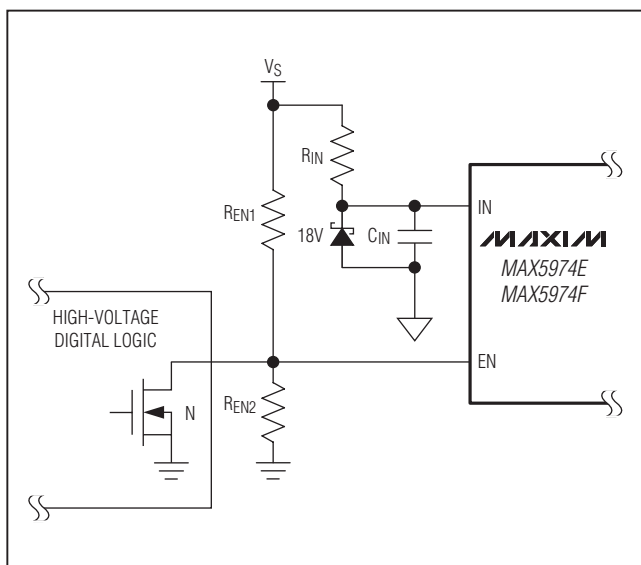 VS
RIN
REN1
IN
18V
CIN
MAXIM
MAX5974E
MAX5974F
HIGH-VOLTAGE
DIGITAL LOGIC
EN
N
REN2